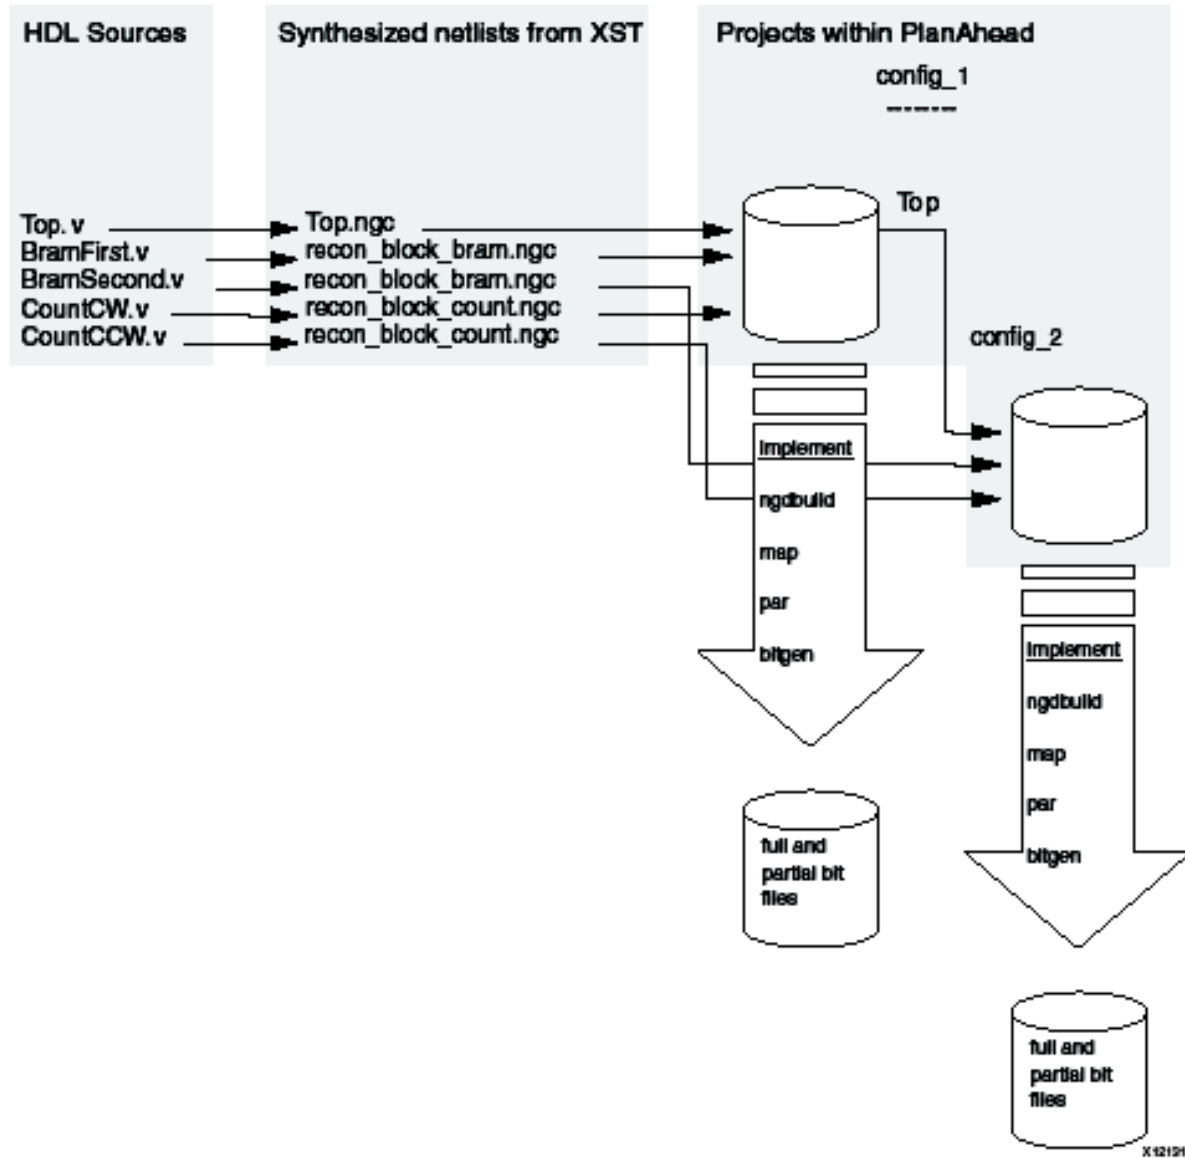 HDL Sources
Synthesized netlists from XST
Projects within PlanAhead
config_1
--------
Top.v
BramFirst.v
BramSecond.v
CountCW.v
CountCCW.v
Top.ngc
recon_block_bram.ngc
recon_block_bram.ngc
recon_block_count.ngc
recon_block_count.ngc
Top
config_2
Implement
ngdbuild
map
par
bitgen
full and
partial bit
files
Implement
ngdbuild
map
par
bitgen
full and
partial bit
files
X12131